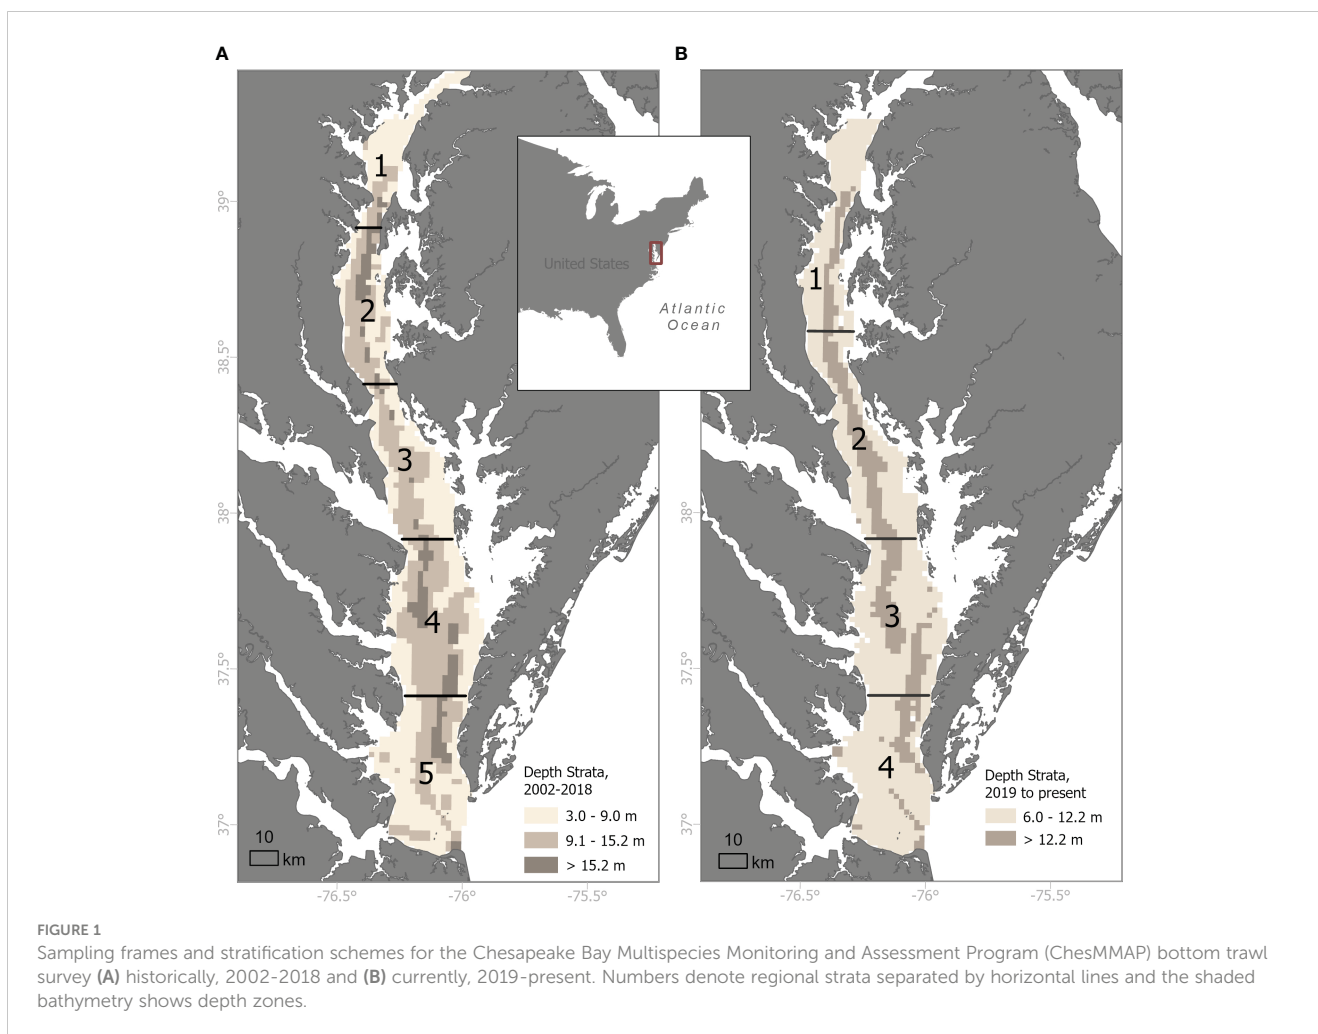 A
B
39°
38.5°
38°
37.5°
37°
1
2
3
4
5
10
km
Depth Strata,
2002-2018
3.0 - 9.0 m
9.1 - 15.2 m
> 15.2 m
-76.5°
-76°
-75.5°
United States
Atlantic
Ocean
38°
37.5°
37°
1
2
3
4
10
km
Depth Strata,
2019 to present
6.0 - 12.2 m
> 12.2 m
-76.5°
-76°
-75.5°
FIGURE 1
Sampling frames and stratification schemes for the Chesapeake Bay Multispecies Monitoring and Assessment Program (ChesMMAP) bottom trawl
survey (A) historically, 2002-2018 and (B) currently, 2019-present. Numbers denote regional strata separated by horizontal lines and the shaded
bathymetry shows depth zones.